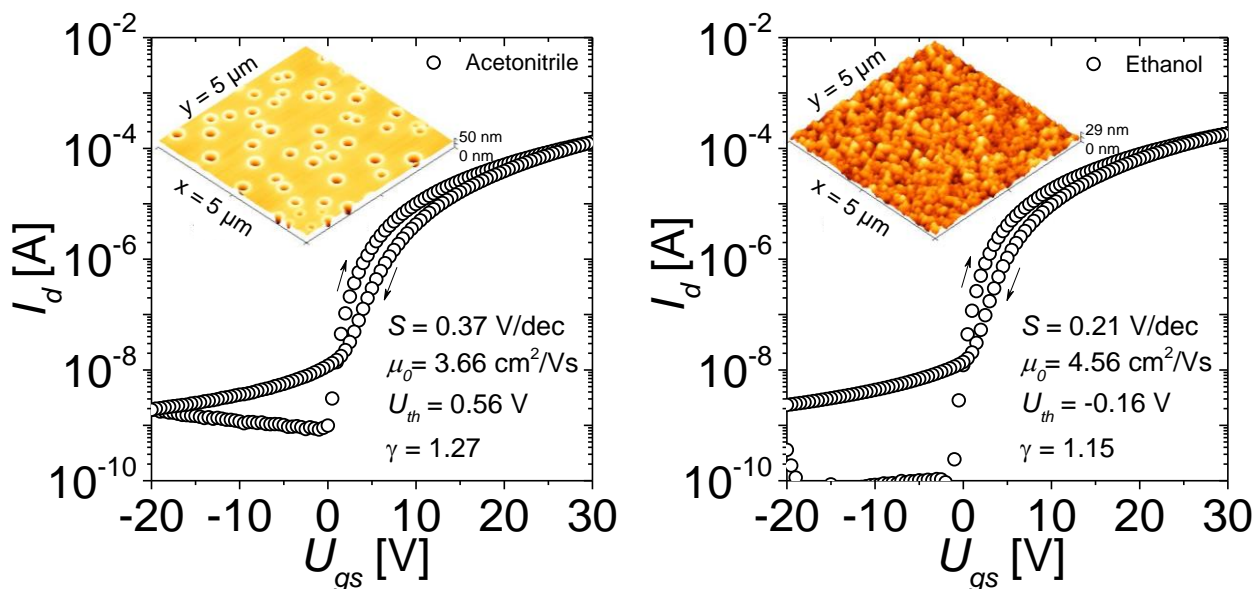 10⁻²
10⁻⁴
10⁻⁶
10⁻⁸
10⁻¹⁰
I_d [A]
y = 5 µm
x = 5 µm
50 nm
0 nm
Acetonitrile
S = 0.37 V/dec
μ₀= 3.66 cm²/Vs
U_th = 0.56 V
γ = 1.27
-20 -10 0 10 20 30
U_gs [V]
10⁻²
10⁻⁴
10⁻⁶
10⁻⁸
10⁻¹⁰
I_d [A]
y = 5 µm
x = 5 µm
29 nm
0 nm
Ethanol
S = 0.21 V/dec
μ₀= 4.56 cm²/Vs
U_th = -0.16 V
γ = 1.15
-20 -10 0 10 20 30
U_gs [V]